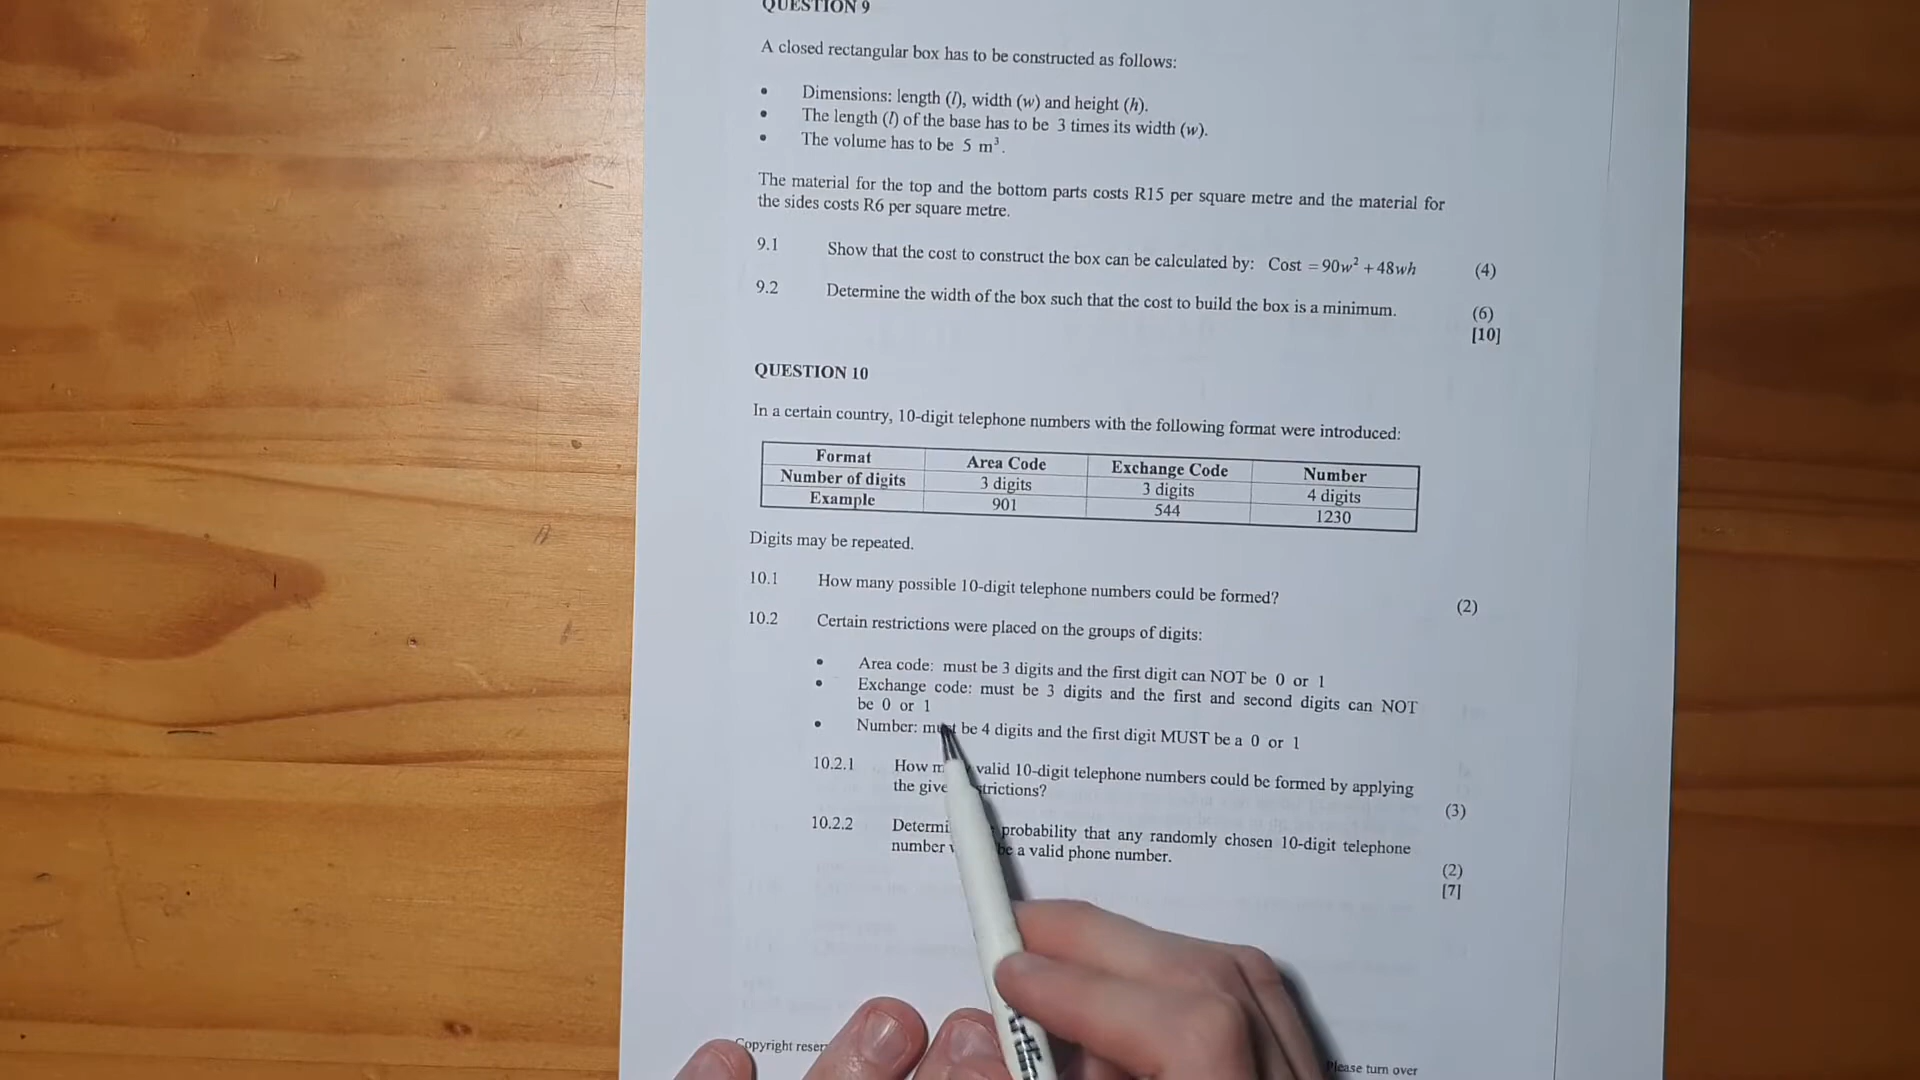 QUESTION 9
A closed rectangular box has to be constructed as follows:
• Dimensions: length (l), width (w) and height (h).
• The length (l) of the base has to be 3 times its width (w).
• The volume has to be 5 m³.
The material for the top and the bottom parts costs R15 per square metre and the material for
the sides costs R6 per square metre.
9.1 Show that the cost to construct the box can be calculated by: Cost = 90w² + 48wh (4)
9.2 Determine the width of the box such that the cost to build the box is a minimum. (6)
[10]
QUESTION 10
In a certain country, 10-digit telephone numbers with the following format were introduced:
Format Area Code Exchange Code Number
Number of digits 3 digits 3 digits 4 digits
Example 901 544 1230
Digits may be repeated.
10.1 How many possible 10-digit telephone numbers could be formed? (2)
10.2 Certain restrictions were placed on the groups of digits:
• Area code: must be 3 digits and the first digit can NOT be 0 or 1
• Exchange code: must be 3 digits and the first and second digits can NOT
be 0 or 1
• Number: must be 4 digits and the first digit MUST be a 0 or 1
10.2.1 How valid 10-digit telephone numbers could be formed by applying
the (3)
10.2.2 probability that any randomly chosen 10-digit telephone
number be a valid phone number. (2)
[7]
Copyright
Please turn over